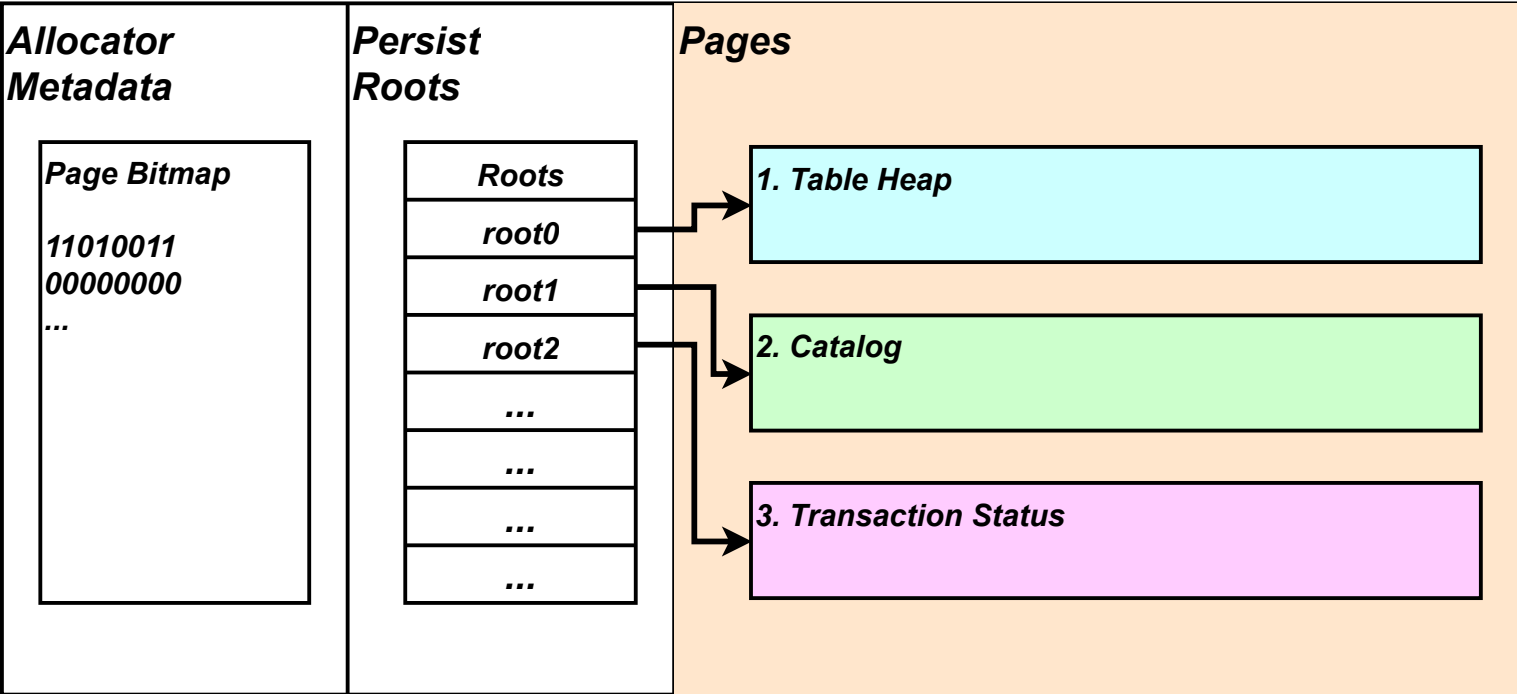 Allocator
Metadata
Page Bitmap
11010011
00000000
...
Persist
Roots
Roots
root0
root1
root2
...
...
...
...
Pages
1. Table Heap
2. Catalog
3. Transaction Status